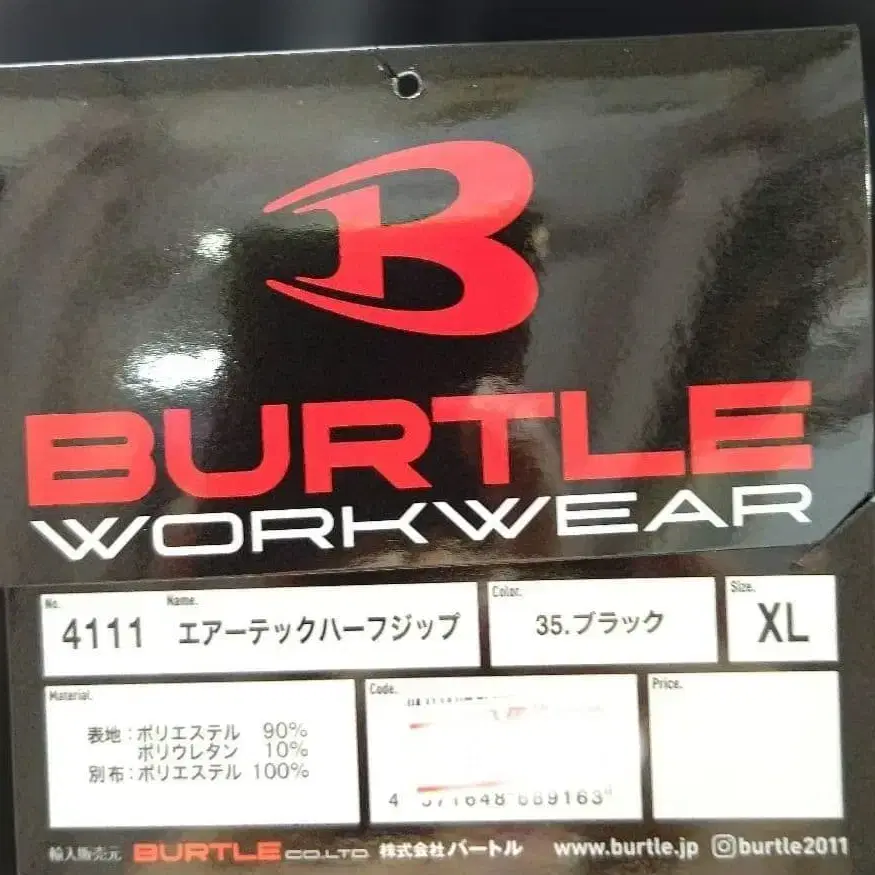 B
BURTLE
WORKWEAR
No. Name.
4111 エアーテックハーフジップ
Color.
35.ブラック
Size.
XL
Material.
表地:ポリエステル 90%
ポリウレタン 10%
別布:ポリエステル 100%
Code.
Price.
輸入販売元 BURTLE CO.LTD. 株式会社バートル www.burtle.jp burtle2011